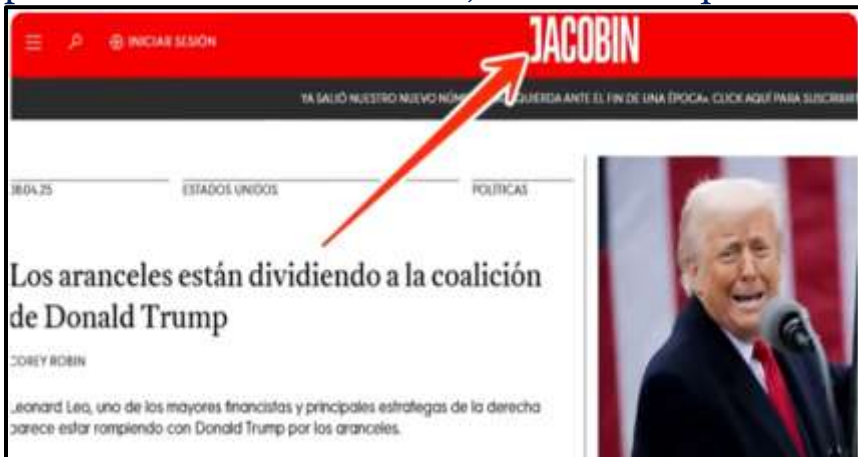 INICIAR SESIÓN
JACOBIN
YA SALIÓ NUESTRO NUEVO QUIERDA ANTE EL FIN DE UNA ÉPOCA». CLICK AQUÍ PARA
08.04.25 ESTADOS UNIDOS POLÍTICAS
Los aranceles están dividiendo a la coalición
de Donald Trump
COREY ROBIN
Leonard Leo, uno de los mayores financistas y principales estrategas de la derecha
parece estar rompiendo con Donald Trump por los aranceles.